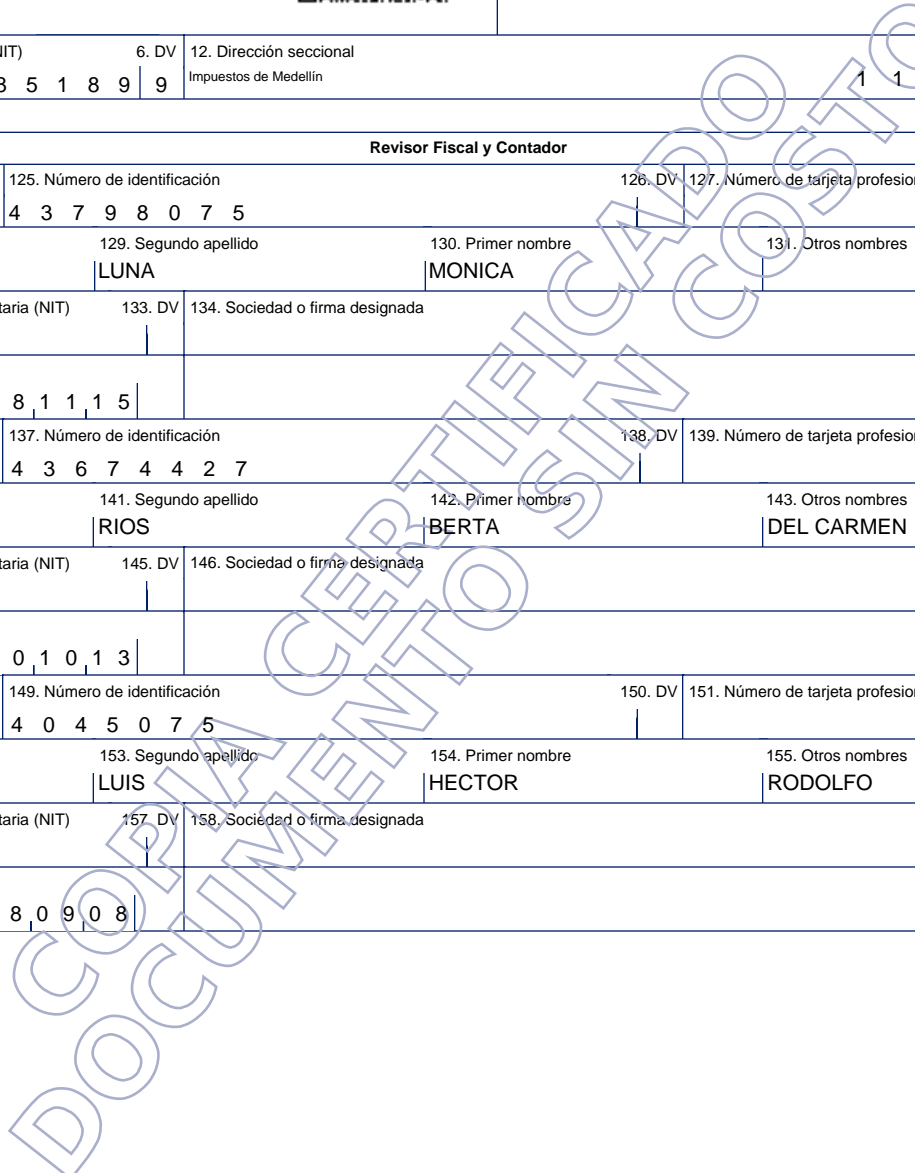 IT) 6. DV 12. Dirección seccional
5 1 8 9 9 Impuestos de Medellín 1 1
Revisor Fiscal y Contador
125. Número de identificación 126. DV 127. Número de tarjeta profesion
4 3 7 9 8 0 7 5
129. Segundo apellido 130. Primer nombre 131. Otros nombres
LUNA MONICA
taria (NIT) 133. DV 134. Sociedad o firma designada
8 1 1 5
137. Número de identificación 138. DV 139. Número de tarjeta profesion
4 3 6 7 4 4 2 7
141. Segundo apellido 142. Primer nombre 143. Otros nombres
RIOS BERTA DEL CARMEN
taria (NIT) 145. DV 146. Sociedad o firma designada
0 1 0 1 3
149. Número de identificación 150. DV 151. Número de tarjeta profesion
4 0 4 5 0 7 5
153. Segundo apellido 154. Primer nombre 155. Otros nombres
LUIS HECTOR RODOLFO
taria (NIT) 157. DV 158. Sociedad o firma designada
8 0 9 0 8
COPIA CERTIFICADO
DOCUMENTO SIN COSTO